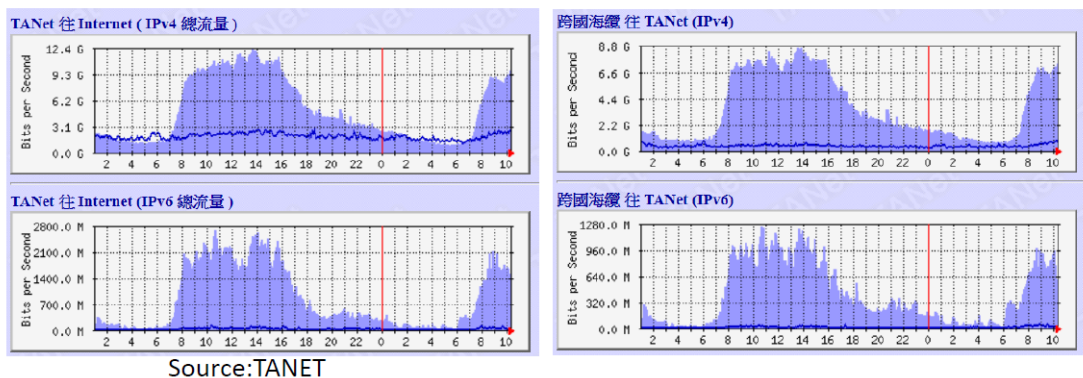 TANet 往 Internet ( IPv4 總流量 )
Bits per Second
12.4 G
9.3 G
6.2 G
3.1 G
0.0 G
2 4 6 8 10 12 14 16 18 20 22 0 2 4 6 8 10
跨國海纜 往 TANet (IPv4)
Bits per Second
8.8 G
6.6 G
4.4 G
2.2 G
0.0 G
2 4 6 8 10 12 14 16 18 20 22 0 2 4 6 8 10
TANet 往 Internet (IPv6 總流量 )
Bits per Second
2800.0 M
2100.0 M
1400.0 M
700.0 M
0.0 M
2 4 6 8 10 12 14 16 18 20 22 0 2 4 6 8 10
跨國海纜 往 TANet (IPv6)
Bits per Second
1280.0 M
960.0 M
640.0 M
320.0 M
0.0 M
2 4 6 8 10 12 14 16 18 20 22 0 2 4 6 8 10
Source:TANET